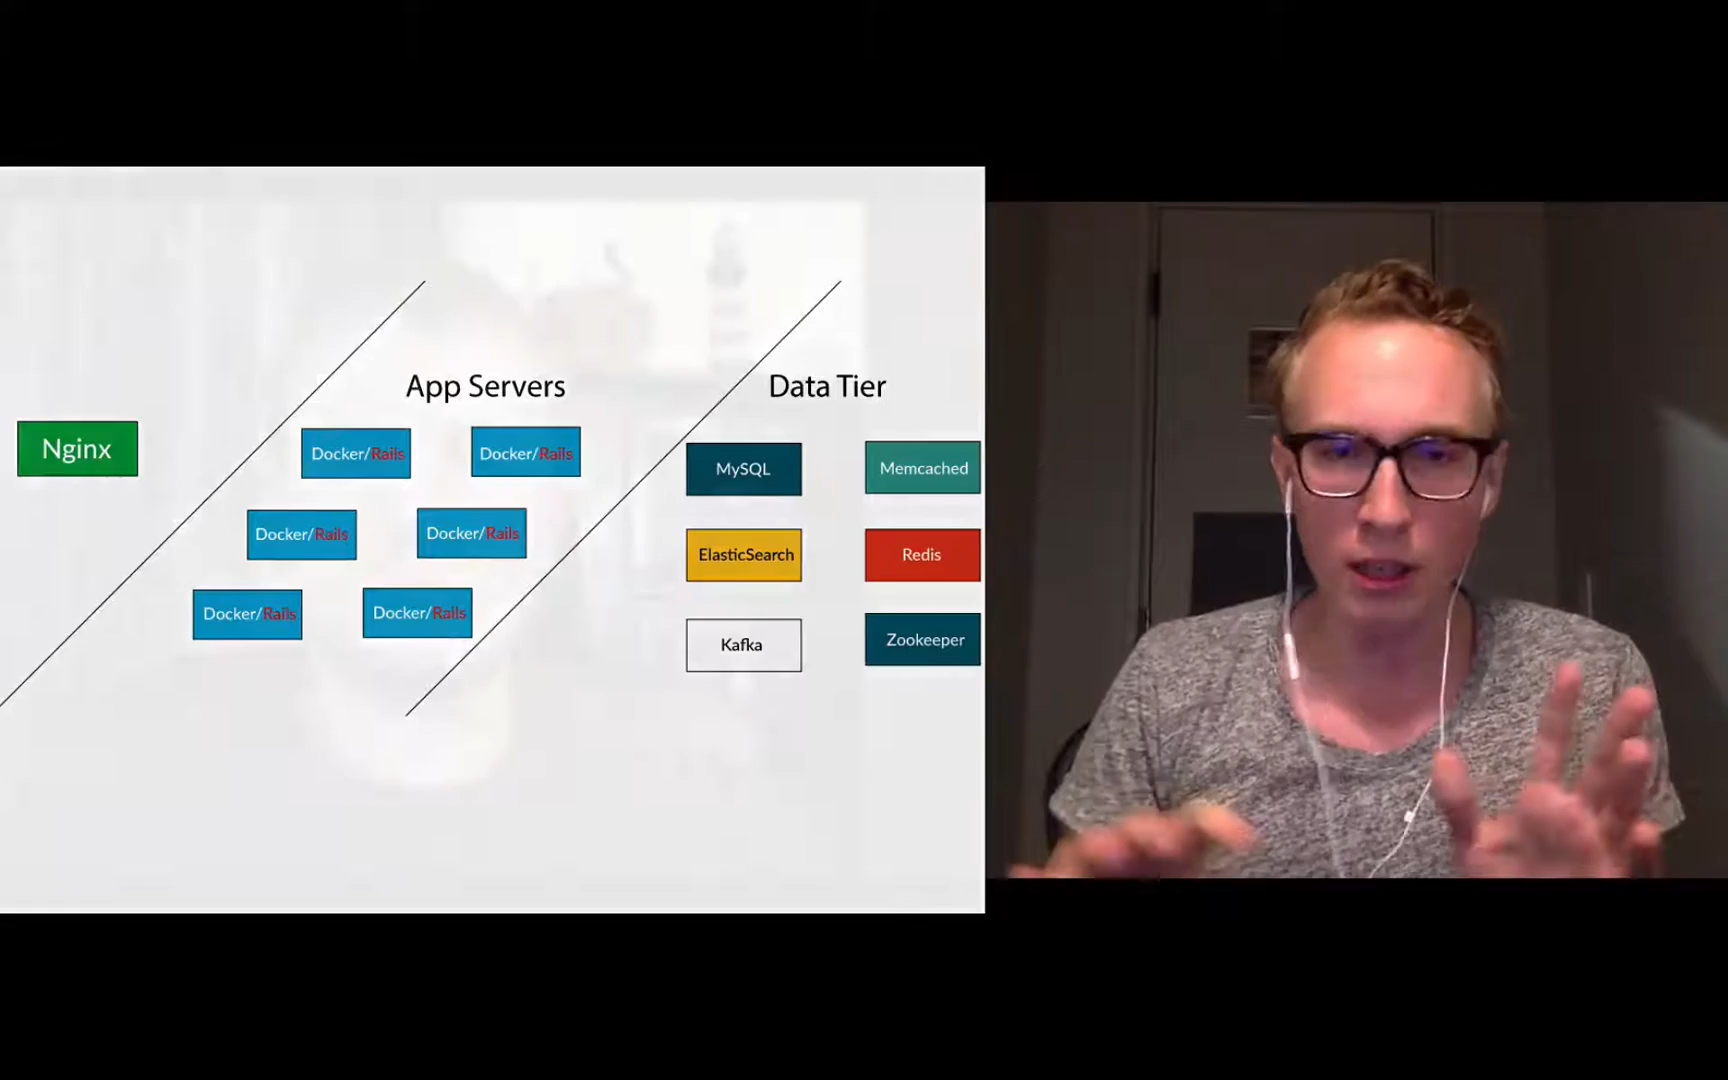 App Servers
Data Tier
Nginx
Docker/Rails
Docker/Rails
MySQL
Memcached
Docker/Rails
Docker/Rails
ElasticSearch
Redis
Docker/Rails
Docker/Rails
Kafka
Zookeeper